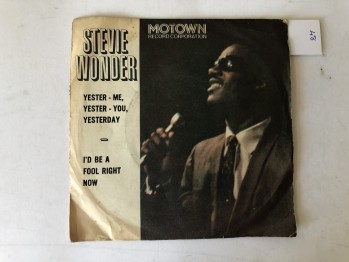 STEVIE
WONDER
MOTOWN
RECORD CORPORATION
YESTER - ME,
YESTER - YOU,
YESTERDAY
I'D BE A
FOOL RIGHT
NOW